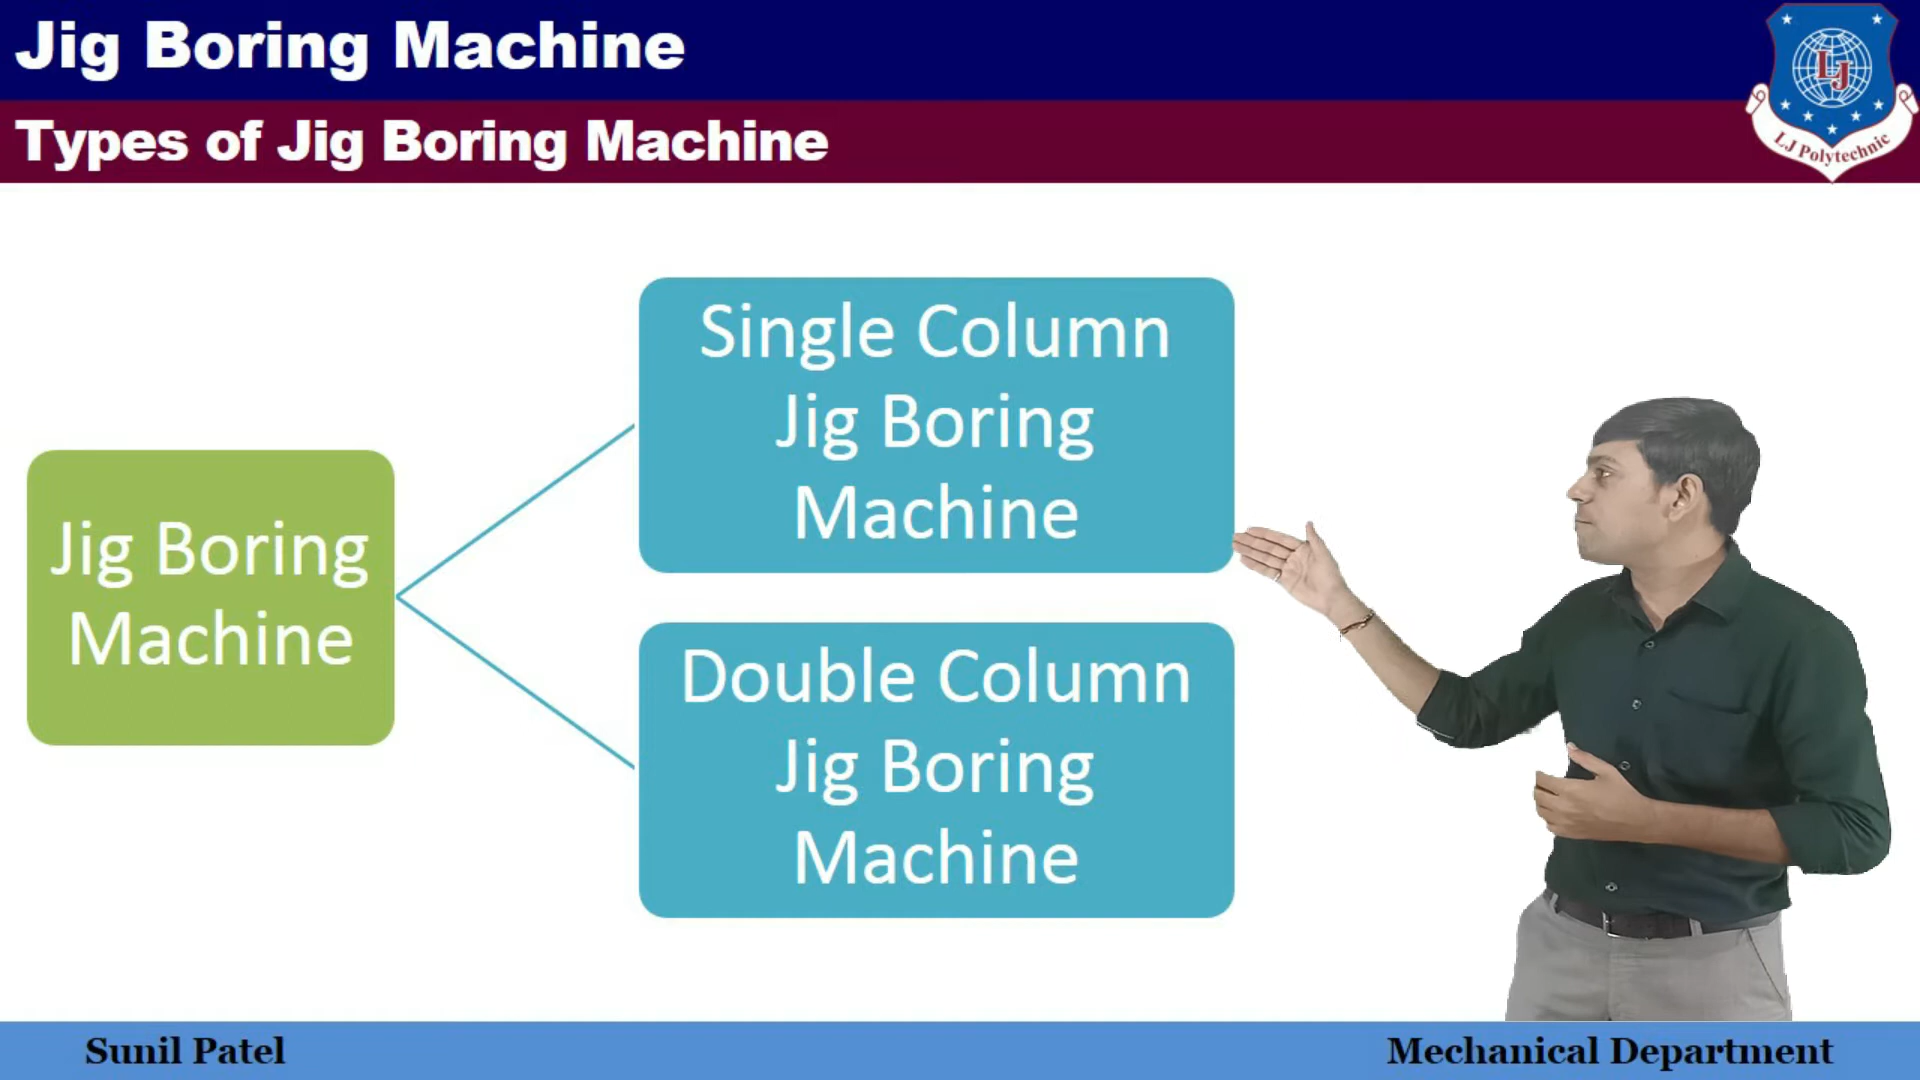 Jig Boring Machine
Types of Jig Boring Machine
LJ
LJ Polytechnic
Single Column
Jig Boring
Machine
Jig Boring
Machine
Double Column
Jig Boring
Machine
Sunil Patel
Mechanical Department